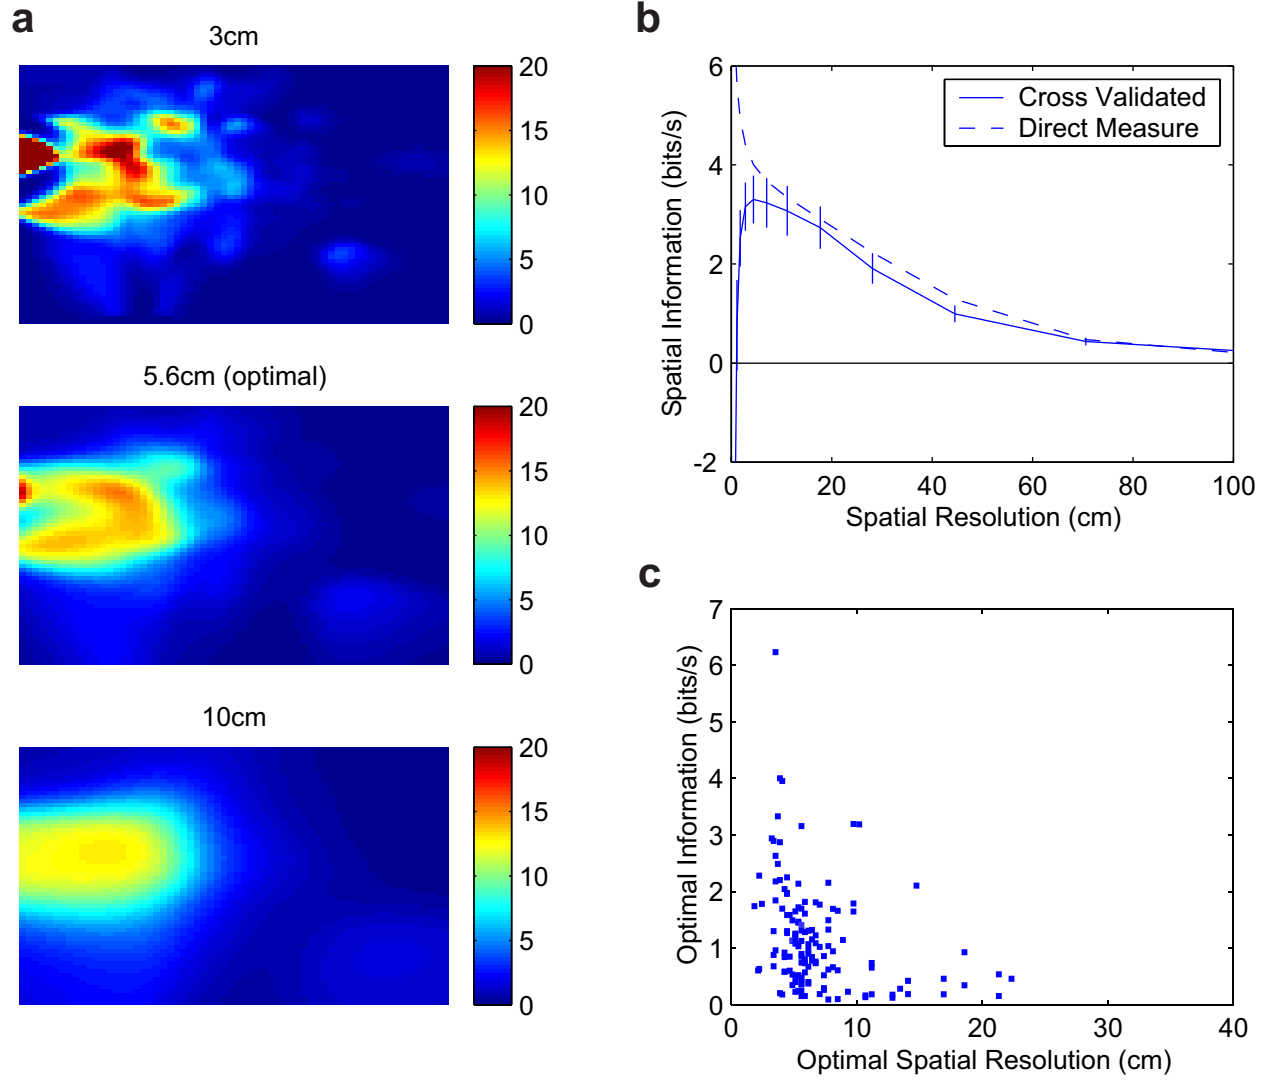 a
3cm
20
15
10
5
0
5.6cm (optimal)
20
15
10
5
0
10cm
20
15
10
5
0
b
Spatial Information (bits/s)
6
4
2
0
-2
Cross Validated
Direct Measure
0 20 40 60 80 100
Spatial Resolution (cm)
c
Optimal Information (bits/s)
7
6
5
4
3
2
1
0
0 10 20 30 40
Optimal Spatial Resolution (cm)